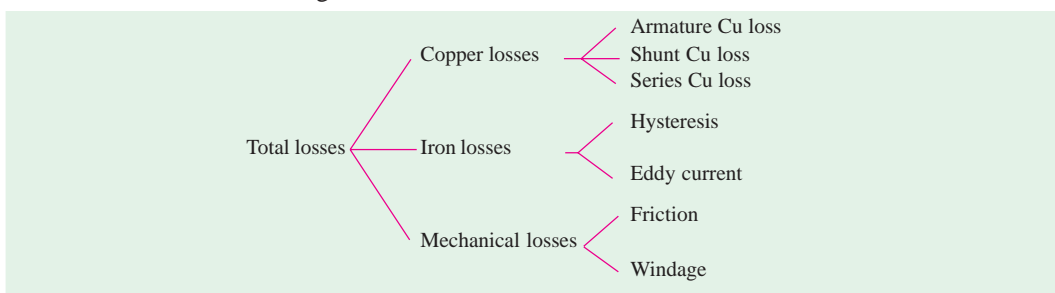 Armature Cu loss
Copper losses
Shunt Cu loss
Series Cu loss
Hysteresis
Total losses
Iron losses
Eddy current
Friction
Mechanical losses
Windage